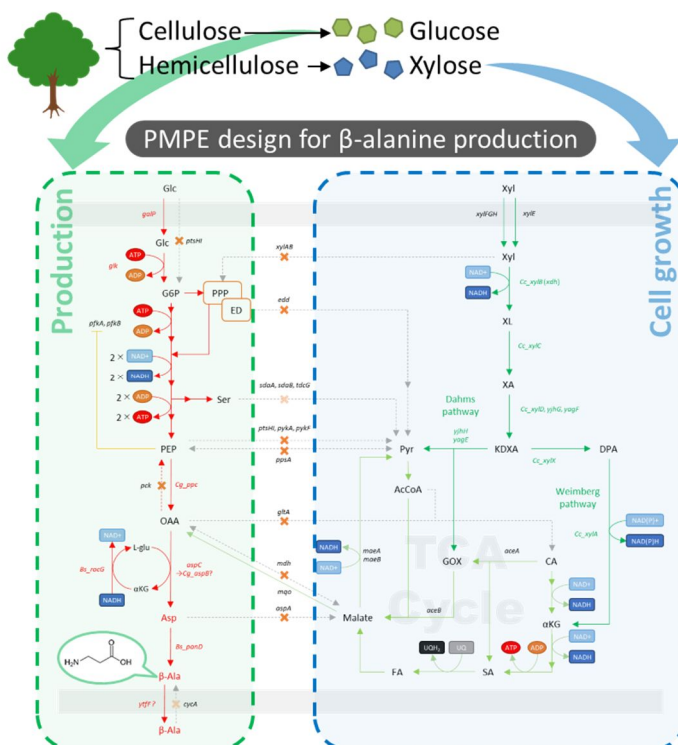 Cellulose
Glucose
Hemicellulose
Xylose
PMPE design for β-alanine production
Production
Cell growth
Glc
Xyl
galP
xylFGH
xylE
Glc
ptsHI
xylAB
Xyl
ATP
glk
ADP
NAD+
Cc_xylB (xdh)
NADH
G6P
PPP
ED
edd
ATP
XL
pfkA, pfkB
ADP
2 × NAD+
Cc_xylC
2 × NADH
sdaA, sdaB, tdcG
XA
2 × ADP
Ser
2 × ATP
Dahms
pathway
Cc_xylD, yjhG, yagF
ptsHI, pykA, pykF
yjhH
yagE
PEP
Pyr
KDXA
DPA
ppsA
Cc_xylX
pck
Cg_ppc
AcCoA
Weimberg
pathway
gltA
OAA
NAD(P)+
NAD+
L-glu
Cc_xylA
NAD(P)H
NADH
maeA
maeB
TCA
Cycle
aceA
mdh
GOX
CA
Bs_rocG
aspC
→Cg_aspB?
NAD+
NAD+
αKG
NADH
NADH
mqo
aspA
aceB
Asp
Malate
αKG
NAD+
Bs_panD
UQH₂
UQ
ATP
ADP
NADH
H₂N
O
OH
β-Ala
FA
SA
ytfF ?
cycA
β-Ala